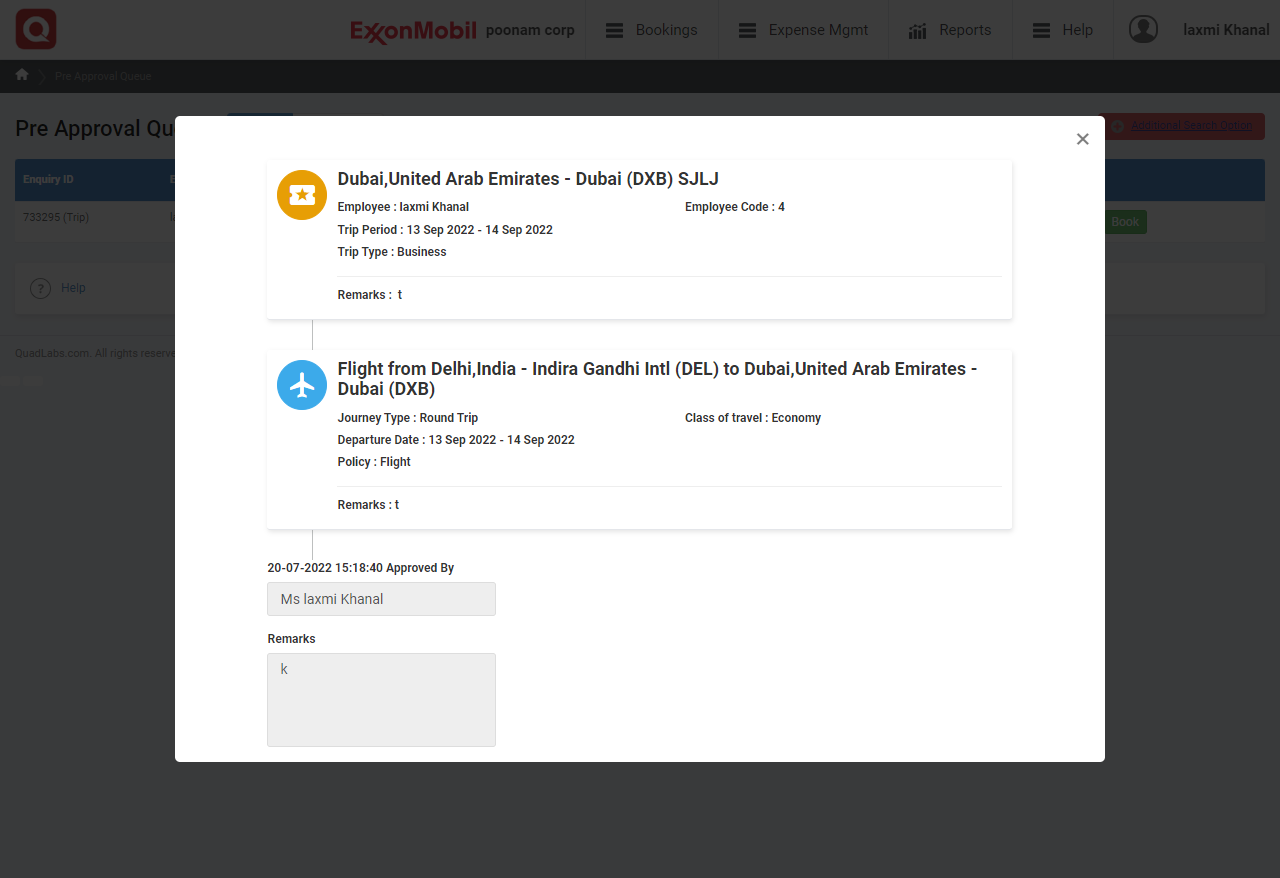 ExxonMobil poonam corp
Bookings
Expense Mgmt
Reports
Help
laxmi Khanal
Pre Approval Queue
Pre Approval Qu
Additional Search Option
Enquiry ID
733295 (Trip)
Book
Help
QuadLabs.com. All rights reserve
×
Dubai,United Arab Emirates - Dubai (DXB) SJLJ
Employee : laxmi Khanal
Employee Code : 4
Trip Period : 13 Sep 2022 - 14 Sep 2022
Trip Type : Business
Remarks : t
Flight from Delhi,India - Indira Gandhi Intl (DEL) to Dubai,United Arab Emirates -
Dubai (DXB)
Journey Type : Round Trip
Class of travel : Economy
Departure Date : 13 Sep 2022 - 14 Sep 2022
Policy : Flight
Remarks : t
20-07-2022 15:18:40 Approved By
Ms laxmi Khanal
Remarks
k